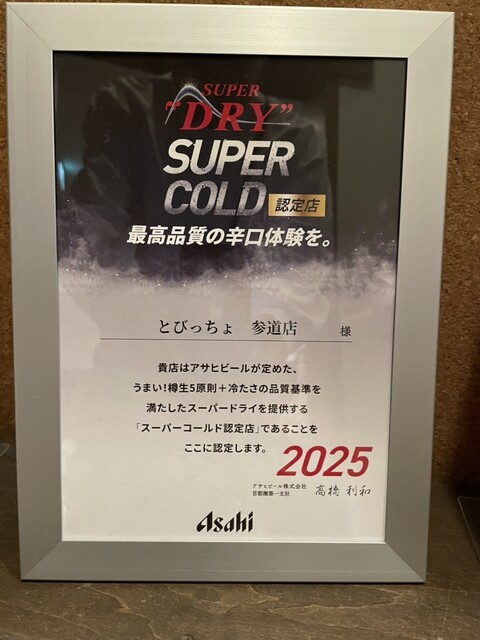 SUPER
"DRY"
SUPER
COLD 認定店
最高品質の辛口体験を。
とびっちょ 参道店 様
貴店はアサヒビールが定めた、
うまい!樽生5原則+冷たさの品質基準を
満たしたスーパードライを提供する
「スーパーコールド認定店」であることを
ここに認定します。
2025
アサヒビール株式会社
首都圏第一支社 高橋 利和
Asahi